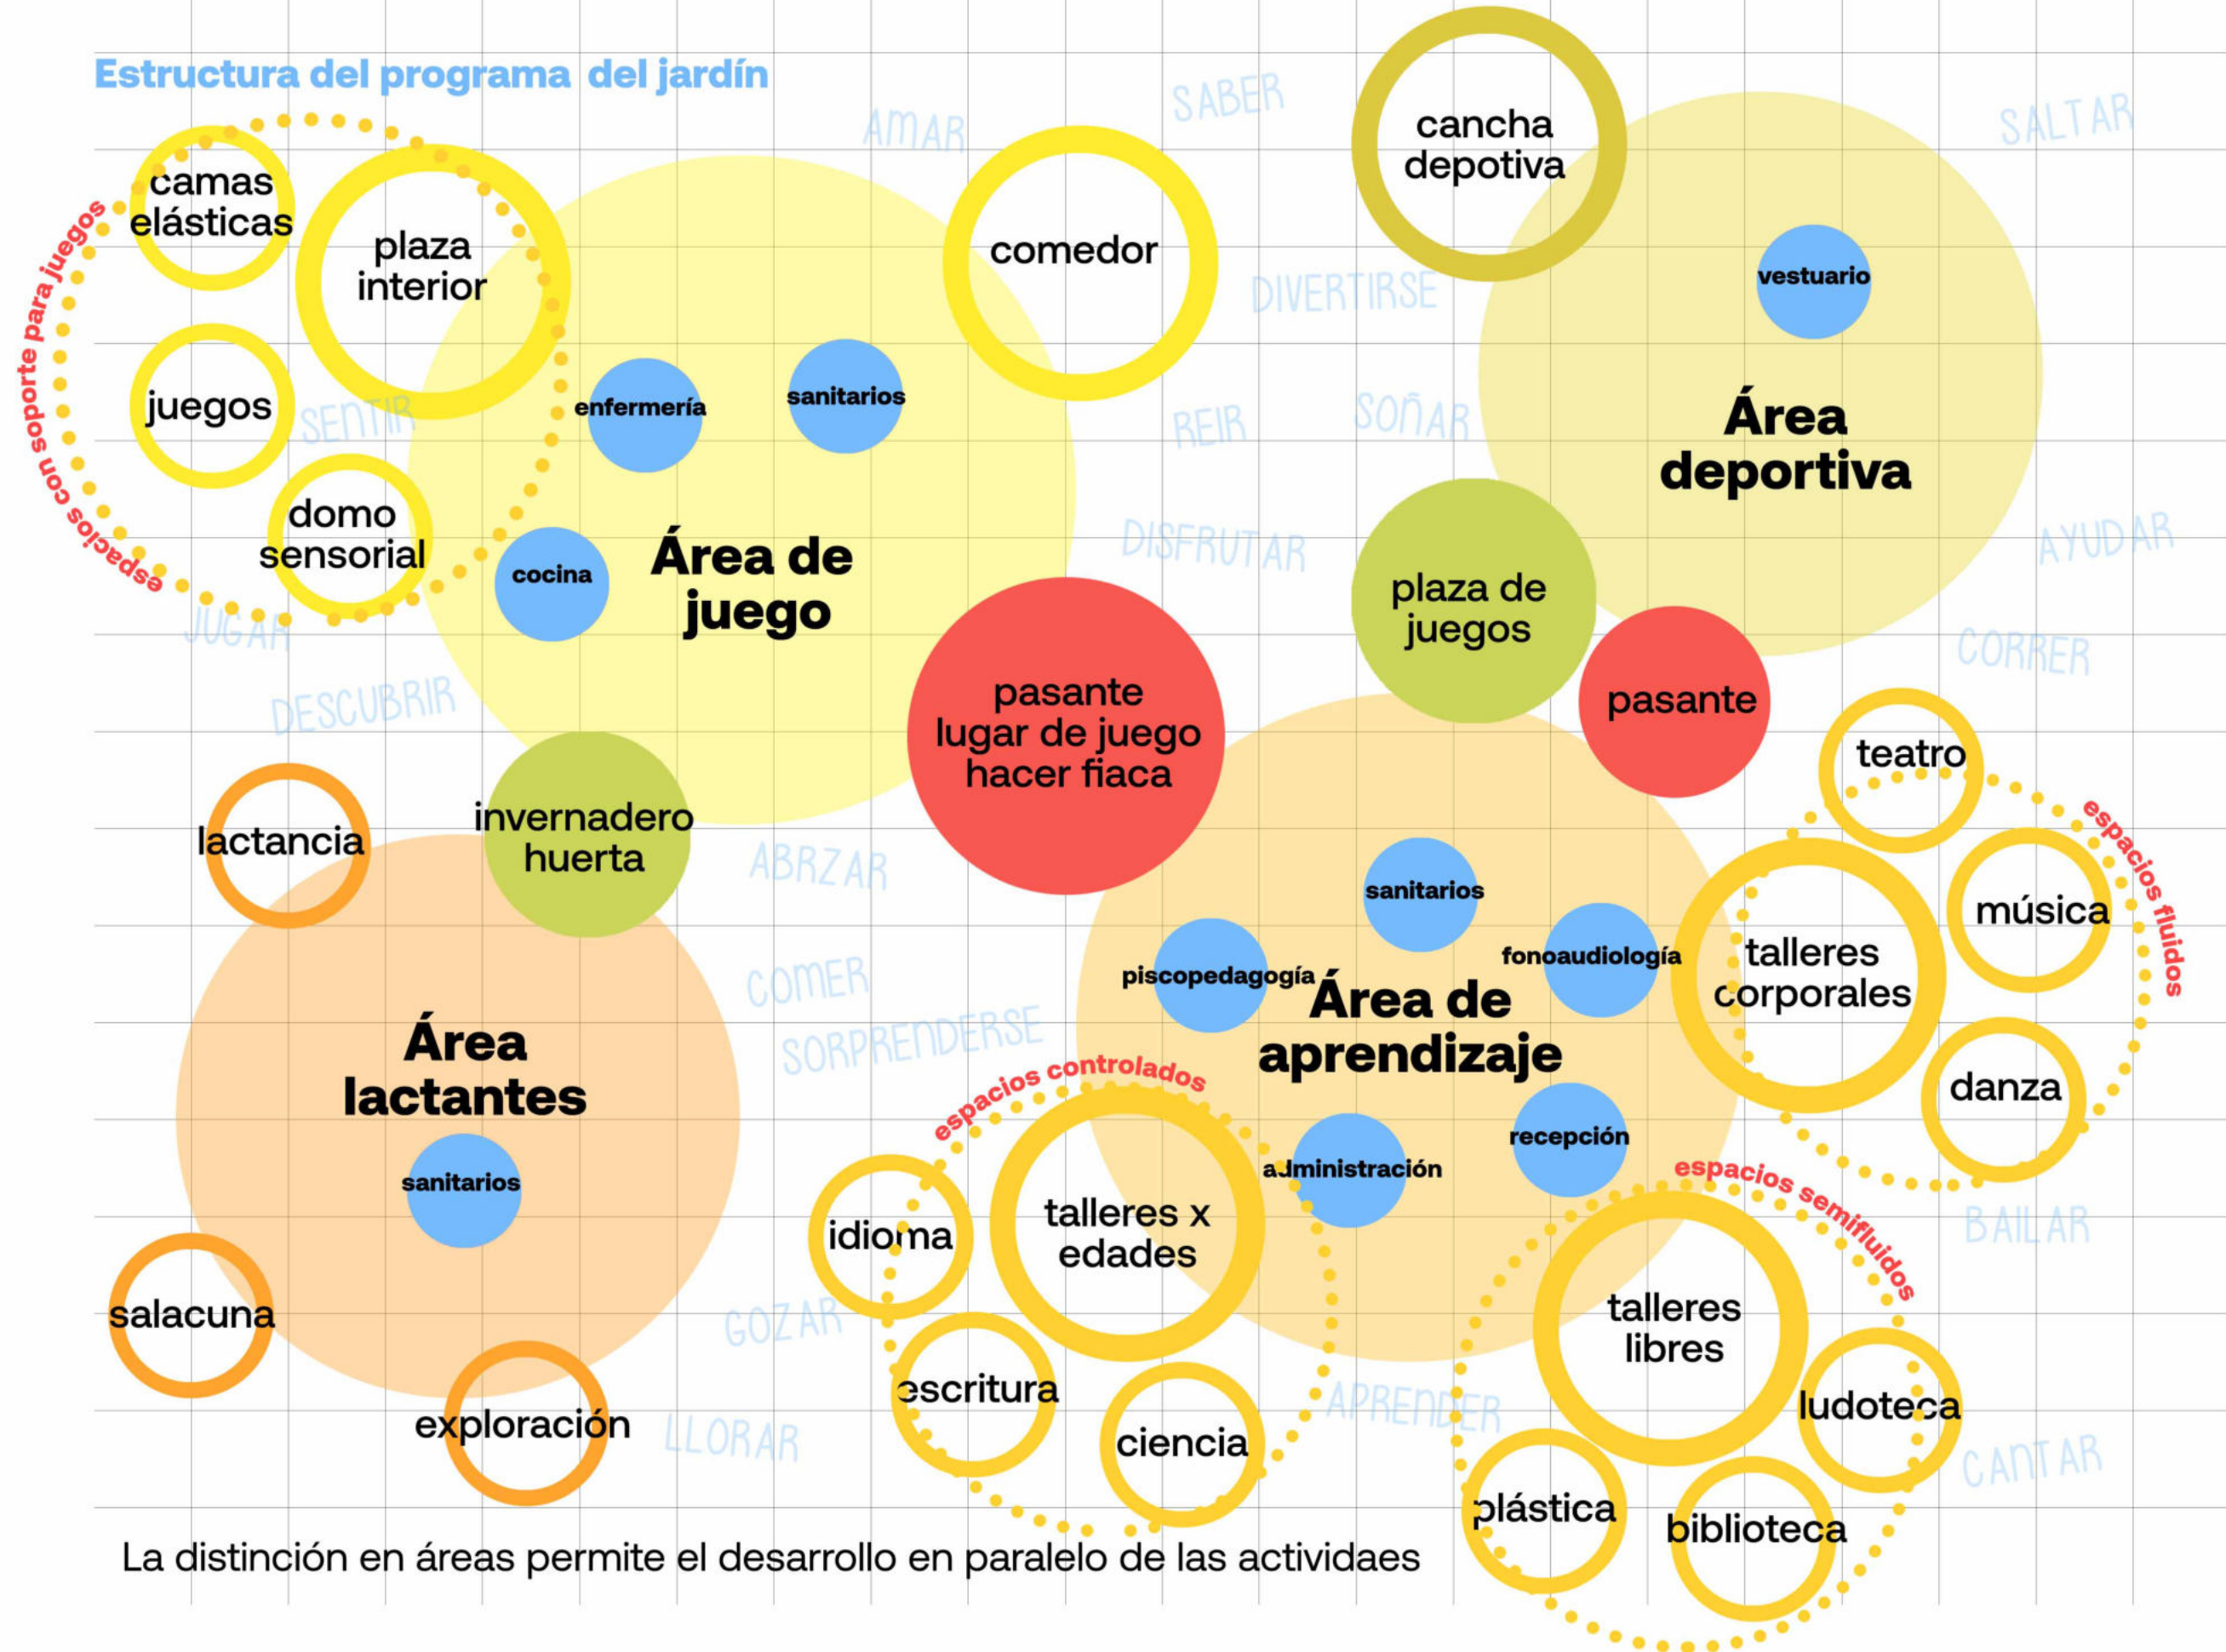 Estructura del programa del jardín
AMAR
SABER
SALTAR
cancha
depotiva
camas
elásticas
plaza
interior
comedor
DIVERTIRSE
vestuario
espacios con soporte para juegos
juegos
SENTIR
enfermería
sanitarios
REIR
SOÑAR
Área
deportiva
domo
sensorial
cocina
Área de
juego
DISFRUTAR
AYUDAR
plaza de
juegos
JUGAR
CORRER
DESCUBRIR
pasante
lugar de juego
hacer fiaca
pasante
teatro
lactancia
invernadero
huerta
ABRZAR
sanitarios
espacios fluidos
música
COMER
piscopedagogía
fonoaudiología
talleres
corporales
Área de
aprendizaje
SORPRENDERSE
Área
lactantes
danza
espacios controlados
recepción
administración
sanitarios
espacios semifluidos
idioma
talleres x
edades
BAILAR
salacuna
GOZAR
talleres
libres
escritura
APRENDER
ludoteca
exploración
LLORAR
ciencia
CANTAR
plástica
biblioteca
La distinción en áreas permite el desarrollo en paralelo de las actividaes